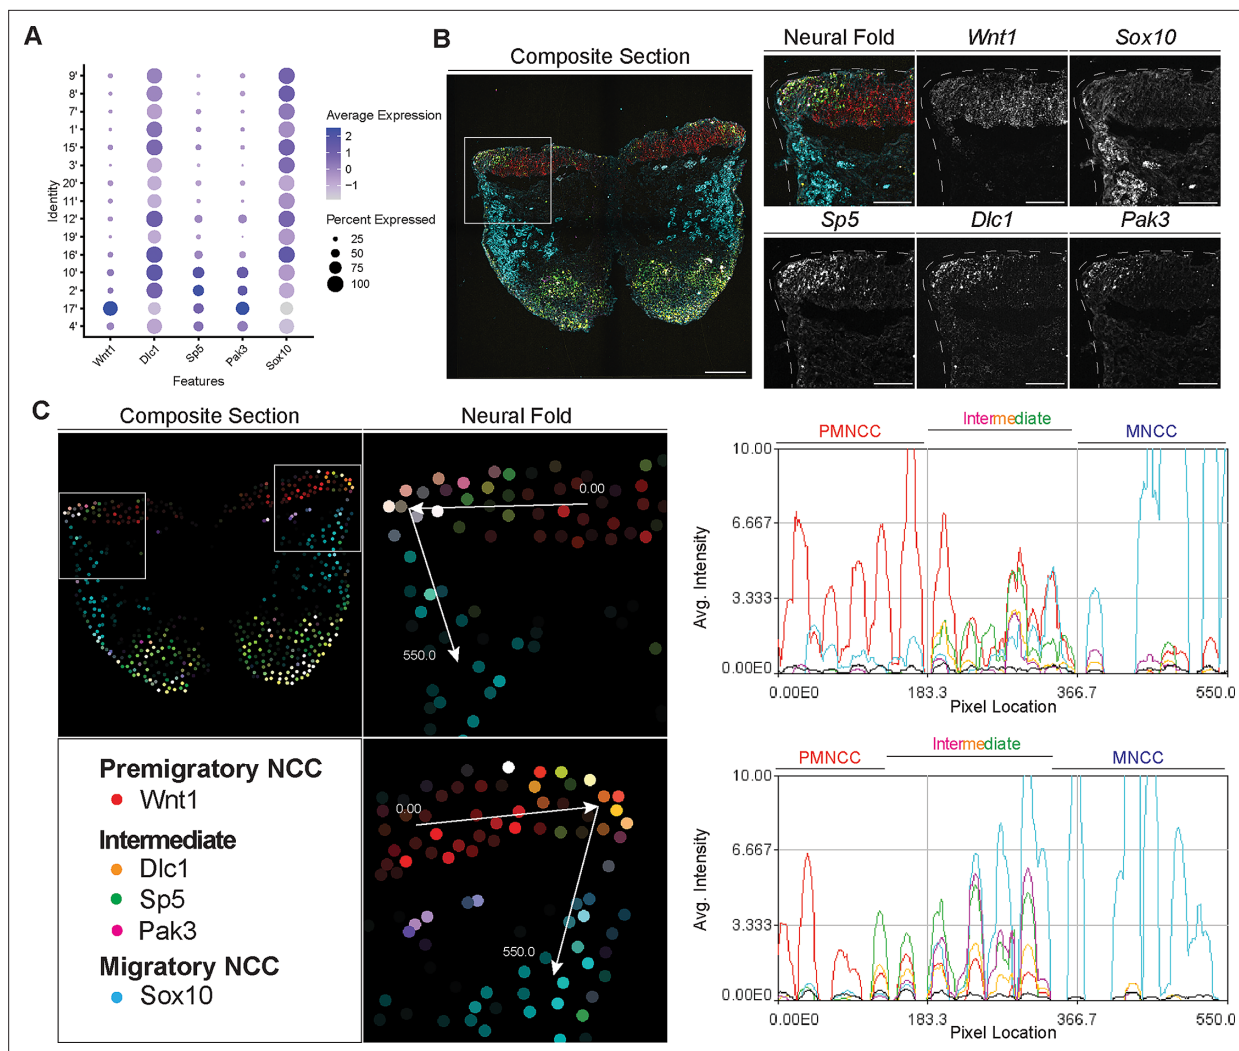 A
9'
8'
7'
1'
15'
3'
20'
11'
12'
19'
16'
10'
2'
17'
4'
Identity
Wnt1
Dlc1
Sp5
Pak3
Sox10
Features
Average Expression
2
1
0
−1
Percent Expressed
25
50
75
100
B
Composite Section
Neural Fold
Wnt1
Sox10
Sp5
Dlc1
Pak3
C
Composite Section
Neural Fold
0.00
550.0
0.00
550.0
Premigratory NCC
Wnt1
Intermediate
Dlc1
Sp5
Pak3
Migratory NCC
Sox10
PMNCC
Intermediate
MNCC
10.00
6.667
3.333
0.00E0
Avg. Intensity
0.00E0
183.3
366.7
550.0
Pixel Location
PMNCC
Intermediate
MNCC
10.00
6.667
3.333
0.00E0
Avg. Intensity
0.00E0
183.3
366.7
550.0
Pixel Location